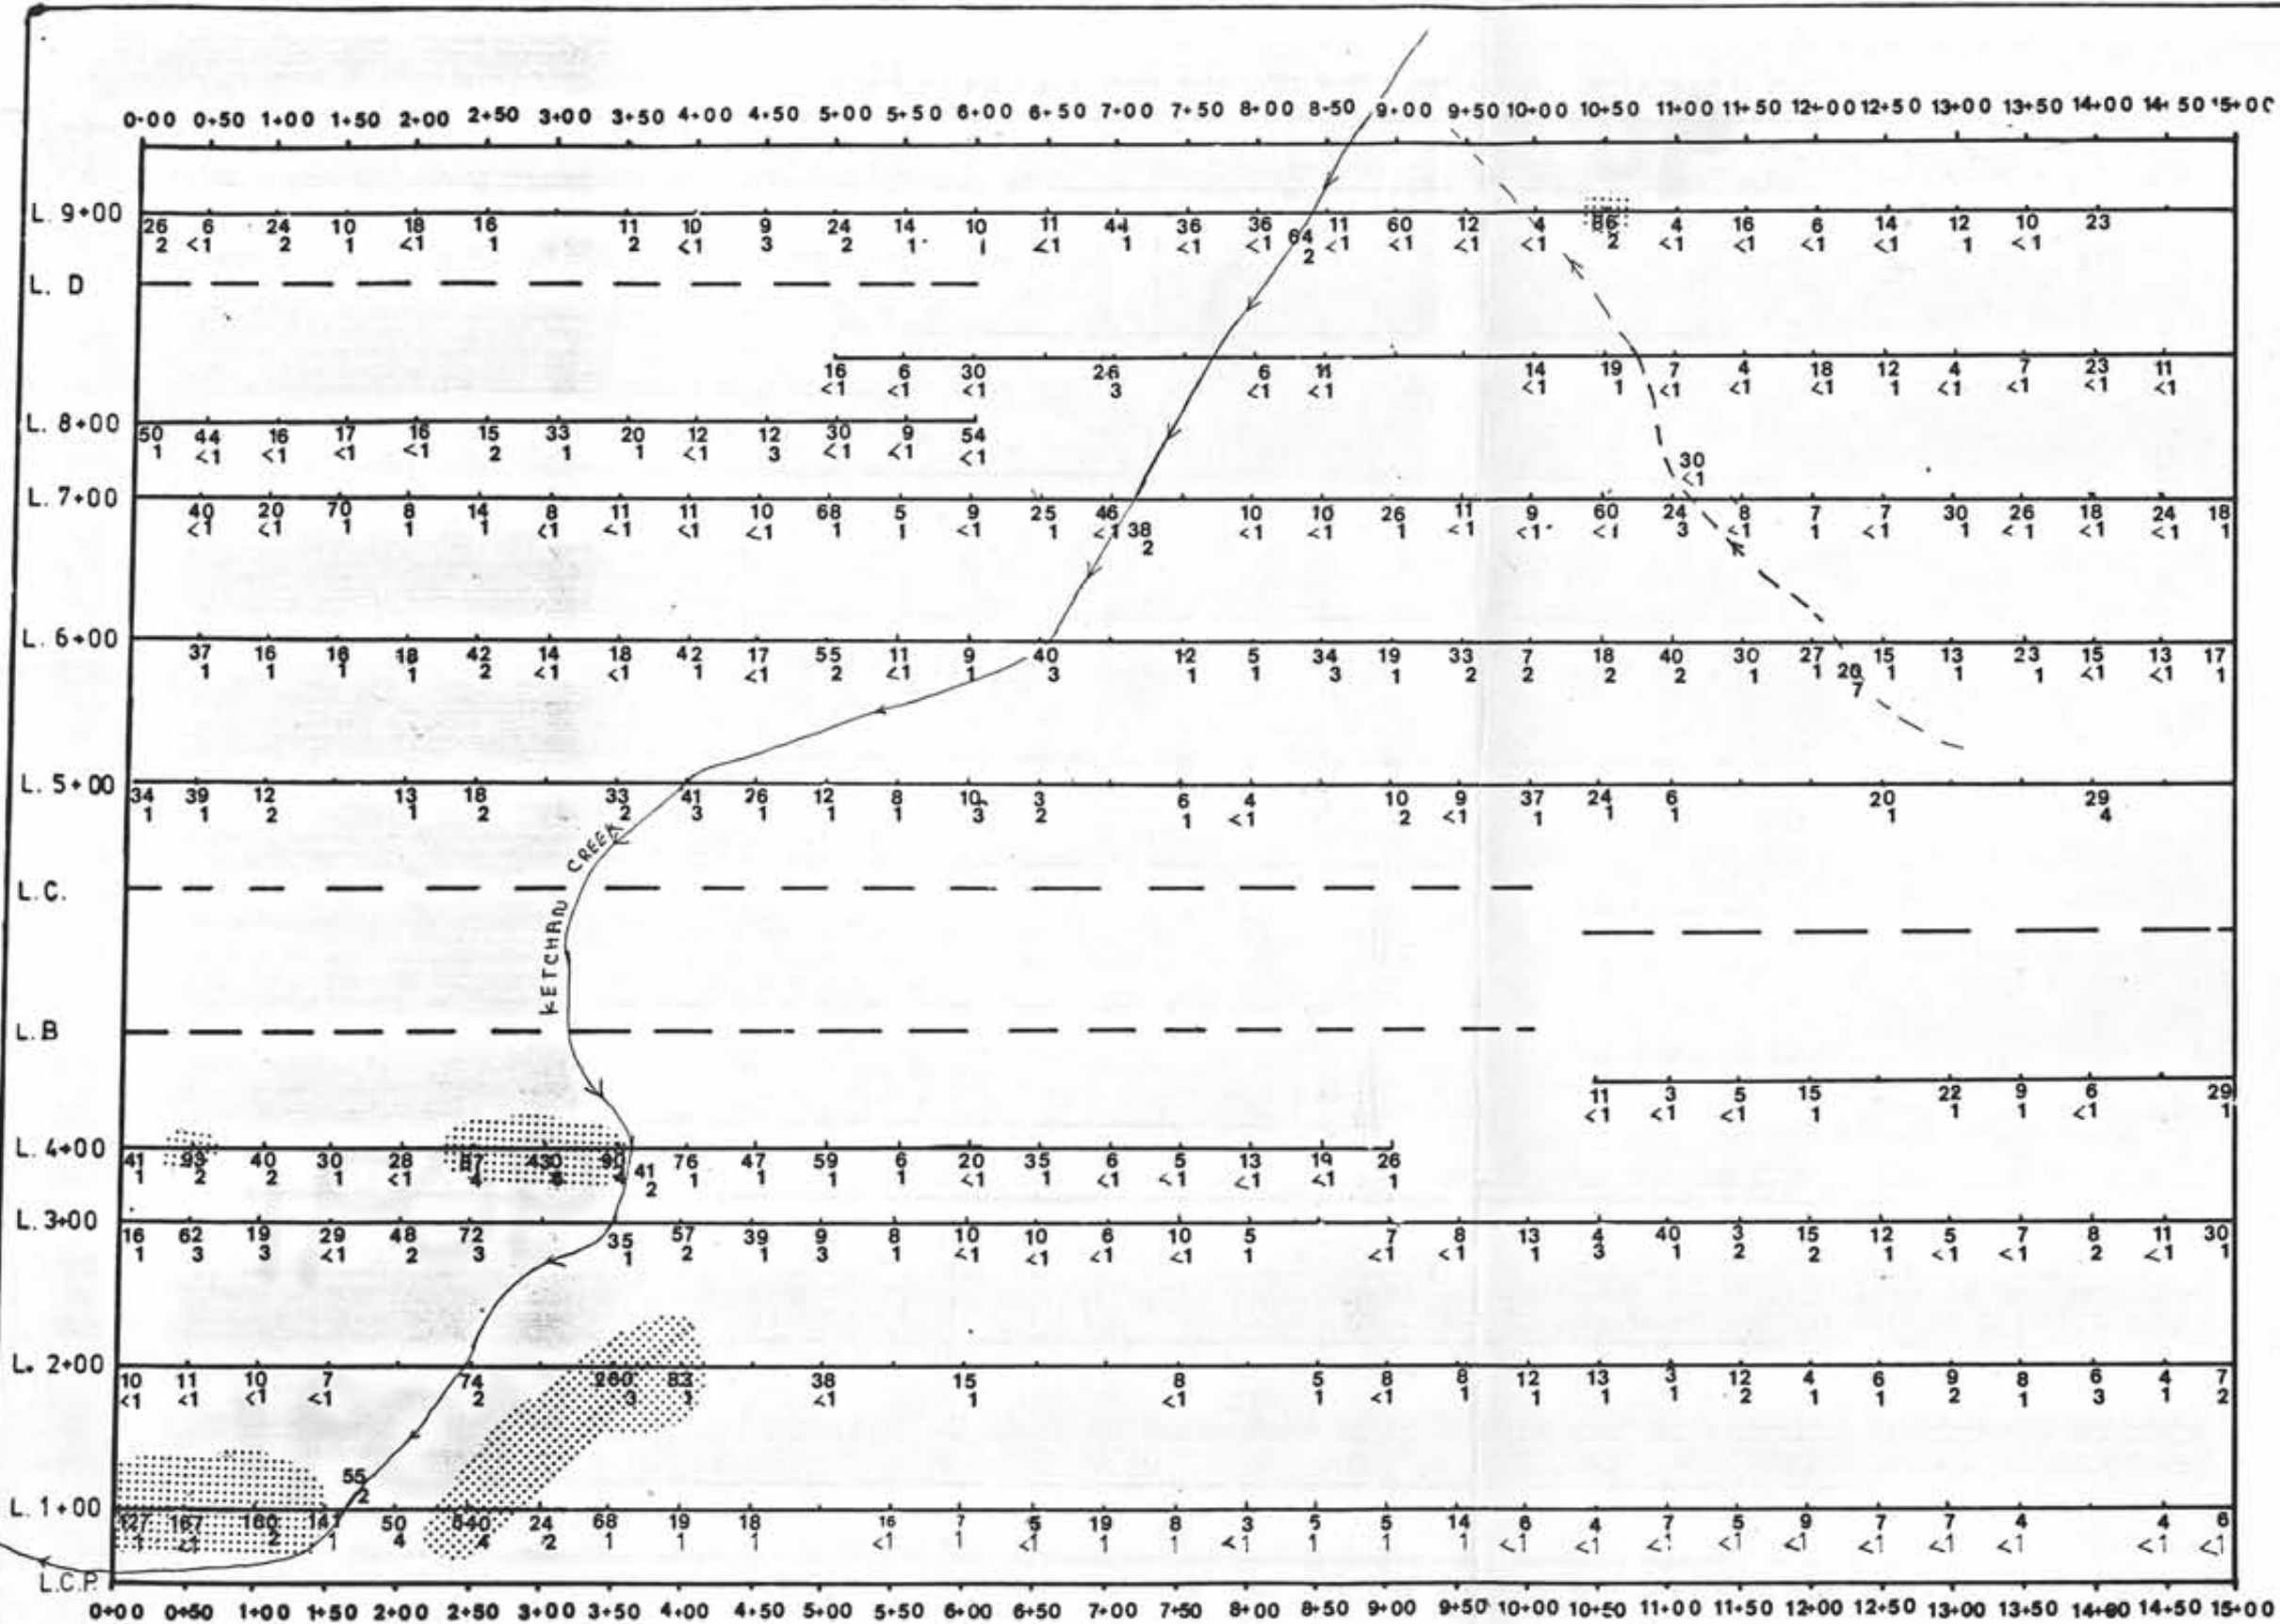 0+00 0+50 1+00 1+50 2+00 2+50 3+00 3+50 4+00 4+50 5+00 5+50 6+00 6+50 7+00 7+50 8+00 8+50 9+00 9+50 10+00 10+50 11+00 11+50 12+00 12+50 13+00 13+50 14+00 14+50 15+00
L. 9+00
26 6 24 10 18 16 11 10 9 24 14 10 11 44 36 36 64 11 60 12 4 86 4 16 6 14 12 10 23
2 <1 2 1 <1 1 2 <1 3 2 1 1 <1 1 <1 <1 2 <1 <1 <1 <1 2 <1 <1 <1 <1 1 <1
L. D
16 6 30 26 6 11 14 19 7 4 18 12 4 7 23 11
<1 <1 <1 3 <1 <1 <1 1 <1 <1 <1 1 <1 <1 <1 <1
L. 8+00
50 44 16 17 16 15 33 20 12 12 30 9 54
1 <1 <1 <1 <1 2 1 1 <1 3 <1 <1 <1
30
<1
L. 7+00
40 20 70 8 14 8 11 11 10 68 5 9 25 46 38 10 10 26 11 9 60 24 8 7 7 30 26 18 24 18
<1 <1 1 1 1 <1 <1 <1 <1 1 1 <1 1 <1 2 <1 <1 1 <1 <1 <1 3 <1 1 <1 1 <1 <1 <1 1
L. 6+00
37 16 16 18 42 14 18 42 17 55 11 9 40 12 5 34 19 33 7 18 40 30 27 20 15 13 23 15 13 17
1 1 1 1 2 <1 <1 1 <1 2 <1 1 3 1 1 3 1 2 2 2 2 1 1 7 1 1 1 <1 <1 1
L. 5+00
34 39 12 13 18 33 41 26 12 8 10 3 6 4 10 9 37 24 6 20 29
1 1 2 1 2 2 3 1 1 1 3 2 1 <1 2 <1 1 1 1 1 4
CREEK
L.C.
KETCHAN
L.B
11 3 5 15 22 9 6 29
<1 <1 <1 1 1 1 <1 1
L. 4+00
41 93 40 30 28 87 430 90 41 76 47 59 6 20 35 6 5 13 19 26
1 2 2 1 <1 4 4 2 1 1 1 1 <1 1 <1 <1 <1 <1 1
L. 3+00
16 62 19 29 48 72 35 57 39 9 8 10 10 6 10 5 7 8 13 4 40 3 15 12 5 7 8 11 30
1 3 3 <1 2 3 1 2 1 3 1 <1 <1 <1 <1 1 <1 <1 1 3 1 2 2 1 <1 <1 2 <1 1
L. 2+00
10 11 10 7 74 260 83 38 15 8 5 8 8 12 13 3 12 4 6 9 8 6 4 7
<1 <1 <1 <1 2 3 1 <1 1 <1 1 <1 1 1 1 1 2 1 1 2 1 3 1 2
55
2
L. 1+00
127 167 180 141 50 540 24 68 19 18 16 7 5 19 8 3 5 5 14 6 4 7 5 9 7 7 4 4 6
1 <1 2 1 4 4 2 1 1 1 <1 1 <1 1 1 <1 1 1 1 <1 <1 <1 <1 <1 <1 <1 <1 <1 <1
L.C.P.
0+00 0+50 1+00 1+50 2+00 2+50 3+00 3+50 4+00 4+50 5+00 5+50 6+00 6+50 7+00 7+50 8+00 8+50 9+00 9+50 10+00 10+50 11+00 11+50 12+00 12+50 13+00 13+50 14+00 14+50 15+00